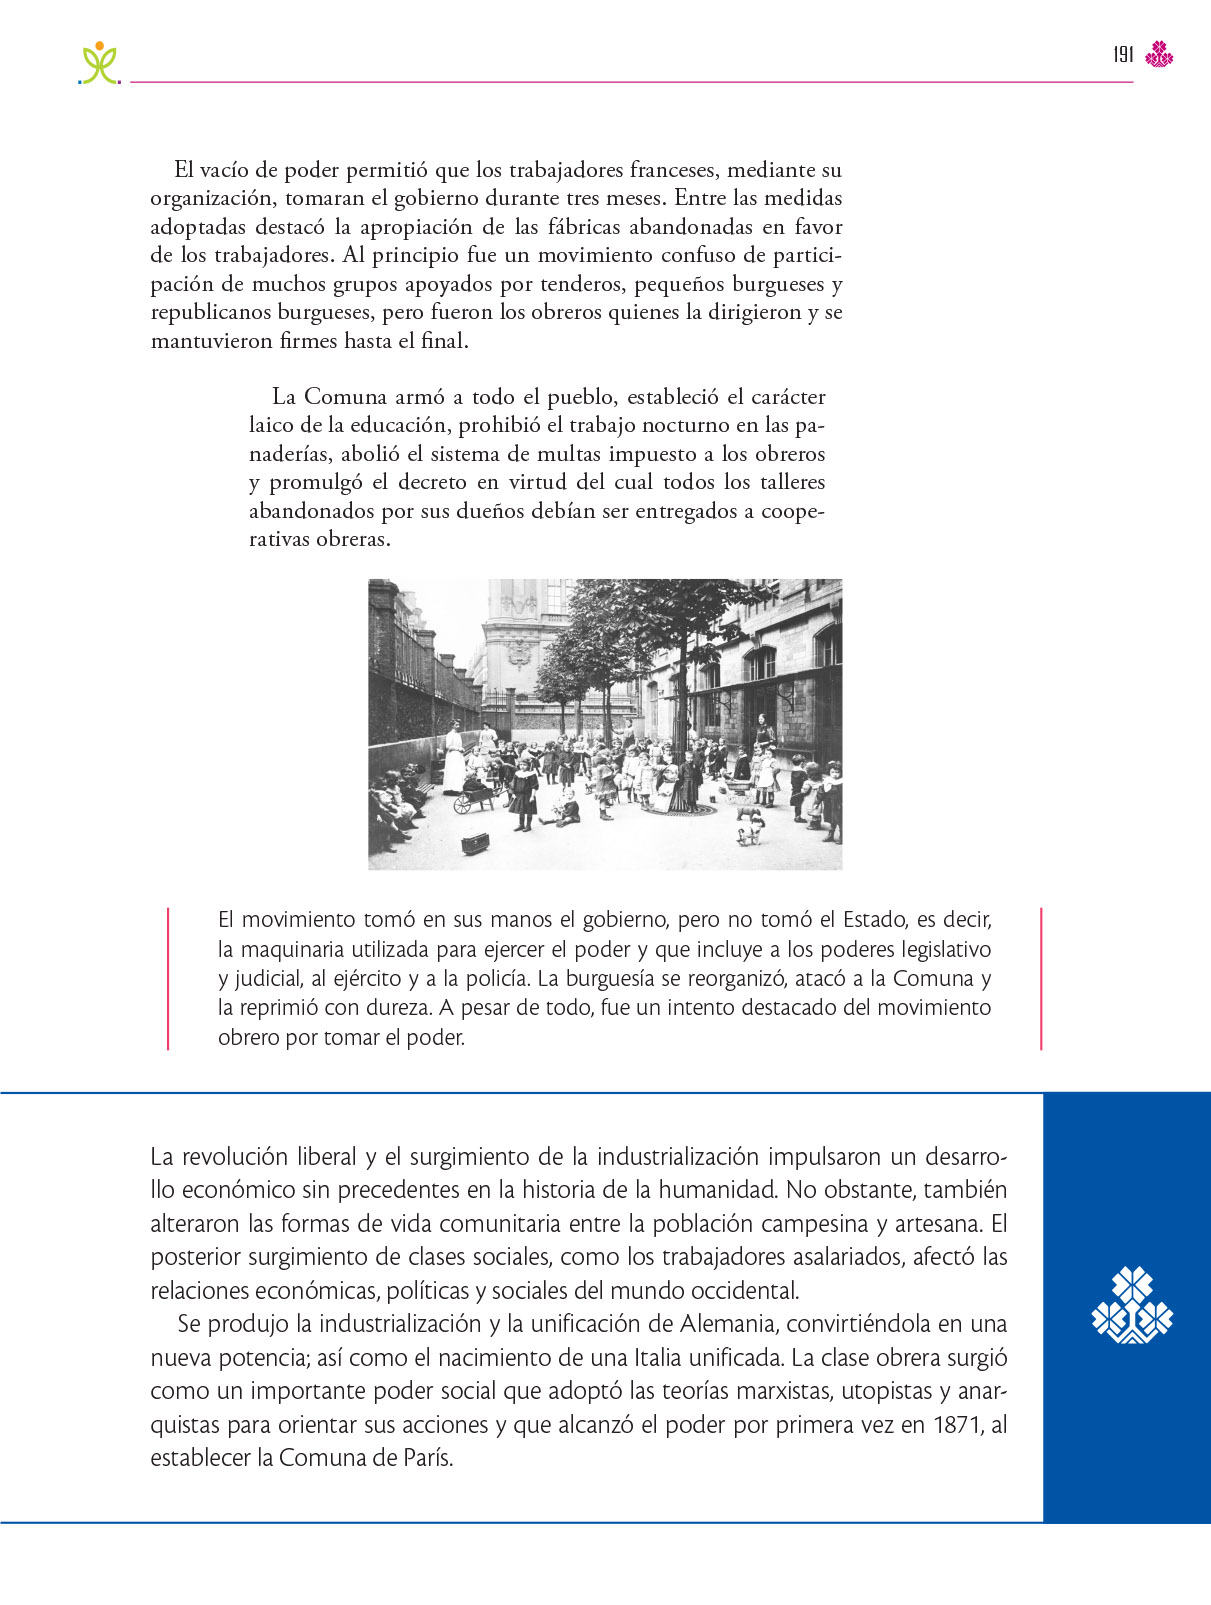 191
El vacío de poder permitió que los trabajadores franceses, mediante su
organización, tomaran el gobierno durante tres meses. Entre las medidas
adoptadas destacó la apropiación de las fábricas abandonadas en favor
de los trabajadores. Al principio fue un movimiento confuso de partici-
pación de muchos grupos apoyados por tenderos, pequeños burgueses y
republicanos burgueses, pero fueron los obreros quienes la dirigieron y se
mantuvieron firmes hasta el final.
La Comuna armó a todo el pueblo, estableció el carácter
laico de la educación, prohibió el trabajo nocturno en las pa-
naderías, abolió el sistema de multas impuesto a los obreros
y promulgó el decreto en virtud del cual todos los talleres
abandonados por sus dueños debían ser entregados a coope-
rativas obreras.
El movimiento tomó en sus manos el gobierno, pero no tomó el Estado, es decir,
la maquinaria utilizada para ejercer el poder y que incluye a los poderes legislativo
y judicial, al ejército y a la policía. La burguesía se reorganizó, atacó a la Comuna y
la reprimió con dureza. A pesar de todo, fue un intento destacado del movimiento
obrero por tomar el poder.
La revolución liberal y el surgimiento de la industrialización impulsaron un desarro-
llo económico sin precedentes en la historia de la humanidad. No obstante, también
alteraron las formas de vida comunitaria entre la población campesina y artesana. El
posterior surgimiento de clases sociales, como los trabajadores asalariados, afectó las
relaciones económicas, políticas y sociales del mundo occidental.
Se produjo la industrialización y la unificación de Alemania, convirtiéndola en una
nueva potencia; así como el nacimiento de una Italia unificada. La clase obrera surgió
como un importante poder social que adoptó las teorías marxistas, utopistas y anar-
quistas para orientar sus acciones y que alcanzó el poder por primera vez en 1871, al
establecer la Comuna de París.